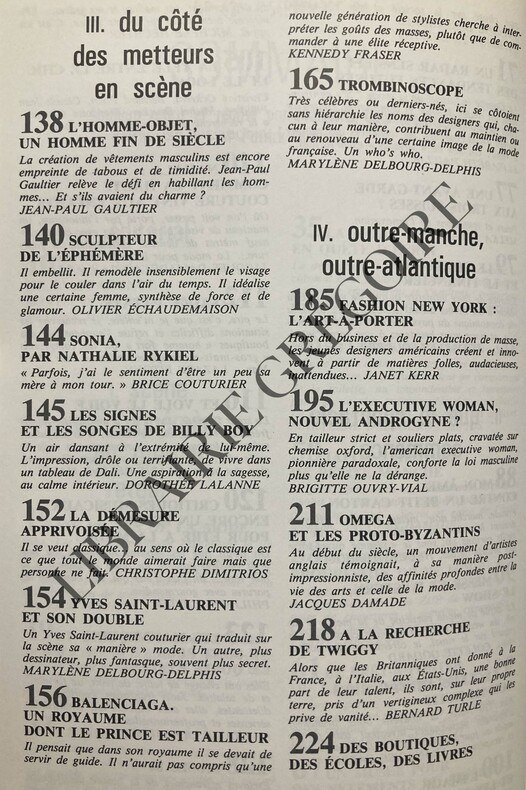 III. du côté
des metteurs
en scène
138 L'HOMME-OBJET,
UN HOMME FIN DE SIÈCLE
La création de vêtements masculins est encore
empreinte de tabous et de timidité. Jean-Paul
Gaultier relève le défi en habillant les hom-
mes... Et s'ils avaient du charme ?
JEAN-PAUL GAULTIER
140 SCULPTEUR
DE L'ÉPHÉMÈRE
Il embellit. Il remodèle insensiblement le visage
pour le couler dans l'air du temps. Il idéalise
une certaine femme, synthèse de force et de
glamour. OLIVIER ÉCHAUDEMAISON
144 SONIA,
PAR NATHALIE RYKIEL
« Parfois, j'ai le sentiment d'être un peu sa
mère à mon tour. » BRICE COUTURIER
145 LES SIGNES
ET LES SONGES DE BILLY BOY
Un air dansant à l'extrémité de lui-même.
L'impression, drôle ou terrifiante, de vivre dans
un tableau de Dali. Une aspiration à la sagesse,
au calme intérieur. DOROTHÉE LALANNE
152 LA DÉMESURE
APPRIVOISÉE
Il se veut classique... au sens où le classique est
ce que tout le monde aimerait faire mais que
personne ne fait. CHRISTOPHE DIMITRIOS
154 YVES SAINT-LAURENT
ET SON DOUBLE
Un Yves Saint-Laurent couturier qui traduit sur
la scène sa « manière » mode. Un autre, plus
dessinateur, plus fantasque, souvent plus secret.
MARYLÈNE DELBOURG-DELPHIS
156 BALENCIAGA.
UN ROYAUME
DONT LE PRINCE EST TAILLEUR
Il pensait que dans son royaume il se devait de
servir de guide. Il n'aurait pas compris qu'une
nouvelle génération de stylistes cherche à inter-
préter les goûts des masses, plutôt que de com-
mander à une élite réceptive.
KENNEDY FRASER
165 TROMBINOSCOPE
Très célèbres ou derniers-nés, ici se côtoient
sans hiérarchie les noms des designers qui, cha-
cun à leur manière, contribuent au maintien ou
au renouveau d'une certaine image de la mode
française. Un who's who.
MARYLÈNE DELBOURG-DELPHIS
IV. outre-manche,
outre-atlantique
185 FASHION NEW YORK :
L'ART-A-PORTER
Hors du business et de la production de masse,
les jeunes designers américains créent et inno-
vent à partir de matières folles, audacieuses,
inattendues... JANET KERR
195 L'EXECUTIVE WOMAN,
NOUVEL ANDROGYNE ?
En tailleur strict et souliers plats, cravatée sur
chemise oxford, l'american executive woman,
pionnière paradoxale, conforte la loi masculine
plus qu'elle ne la dérange.
BRIGITTE OUVRY-VIAL
211 OMEGA
ET LES PROTO-BYZANTINS
Au début du siècle, un mouvement d'artistes
anglais témoignait, à sa manière post-
impressionniste, des affinités profondes entre la
vie des arts et celle de la mode.
JACQUES DAMADE
218 A LA RECHERCHE
DE TWIGGY
Alors que les Britanniques ont donné à la
France, à l'Italie, aux États-Unis, une bonne
part de leur talent, ils sont, sur leur propre
terre, pris d'un vertigineux complexe qui les
prive de vanité... BERNARD TURLE
224 DES BOUTIQUES,
DES ÉCOLES, DES LIVRES
LIBRAIRIE GRÉGOIRE